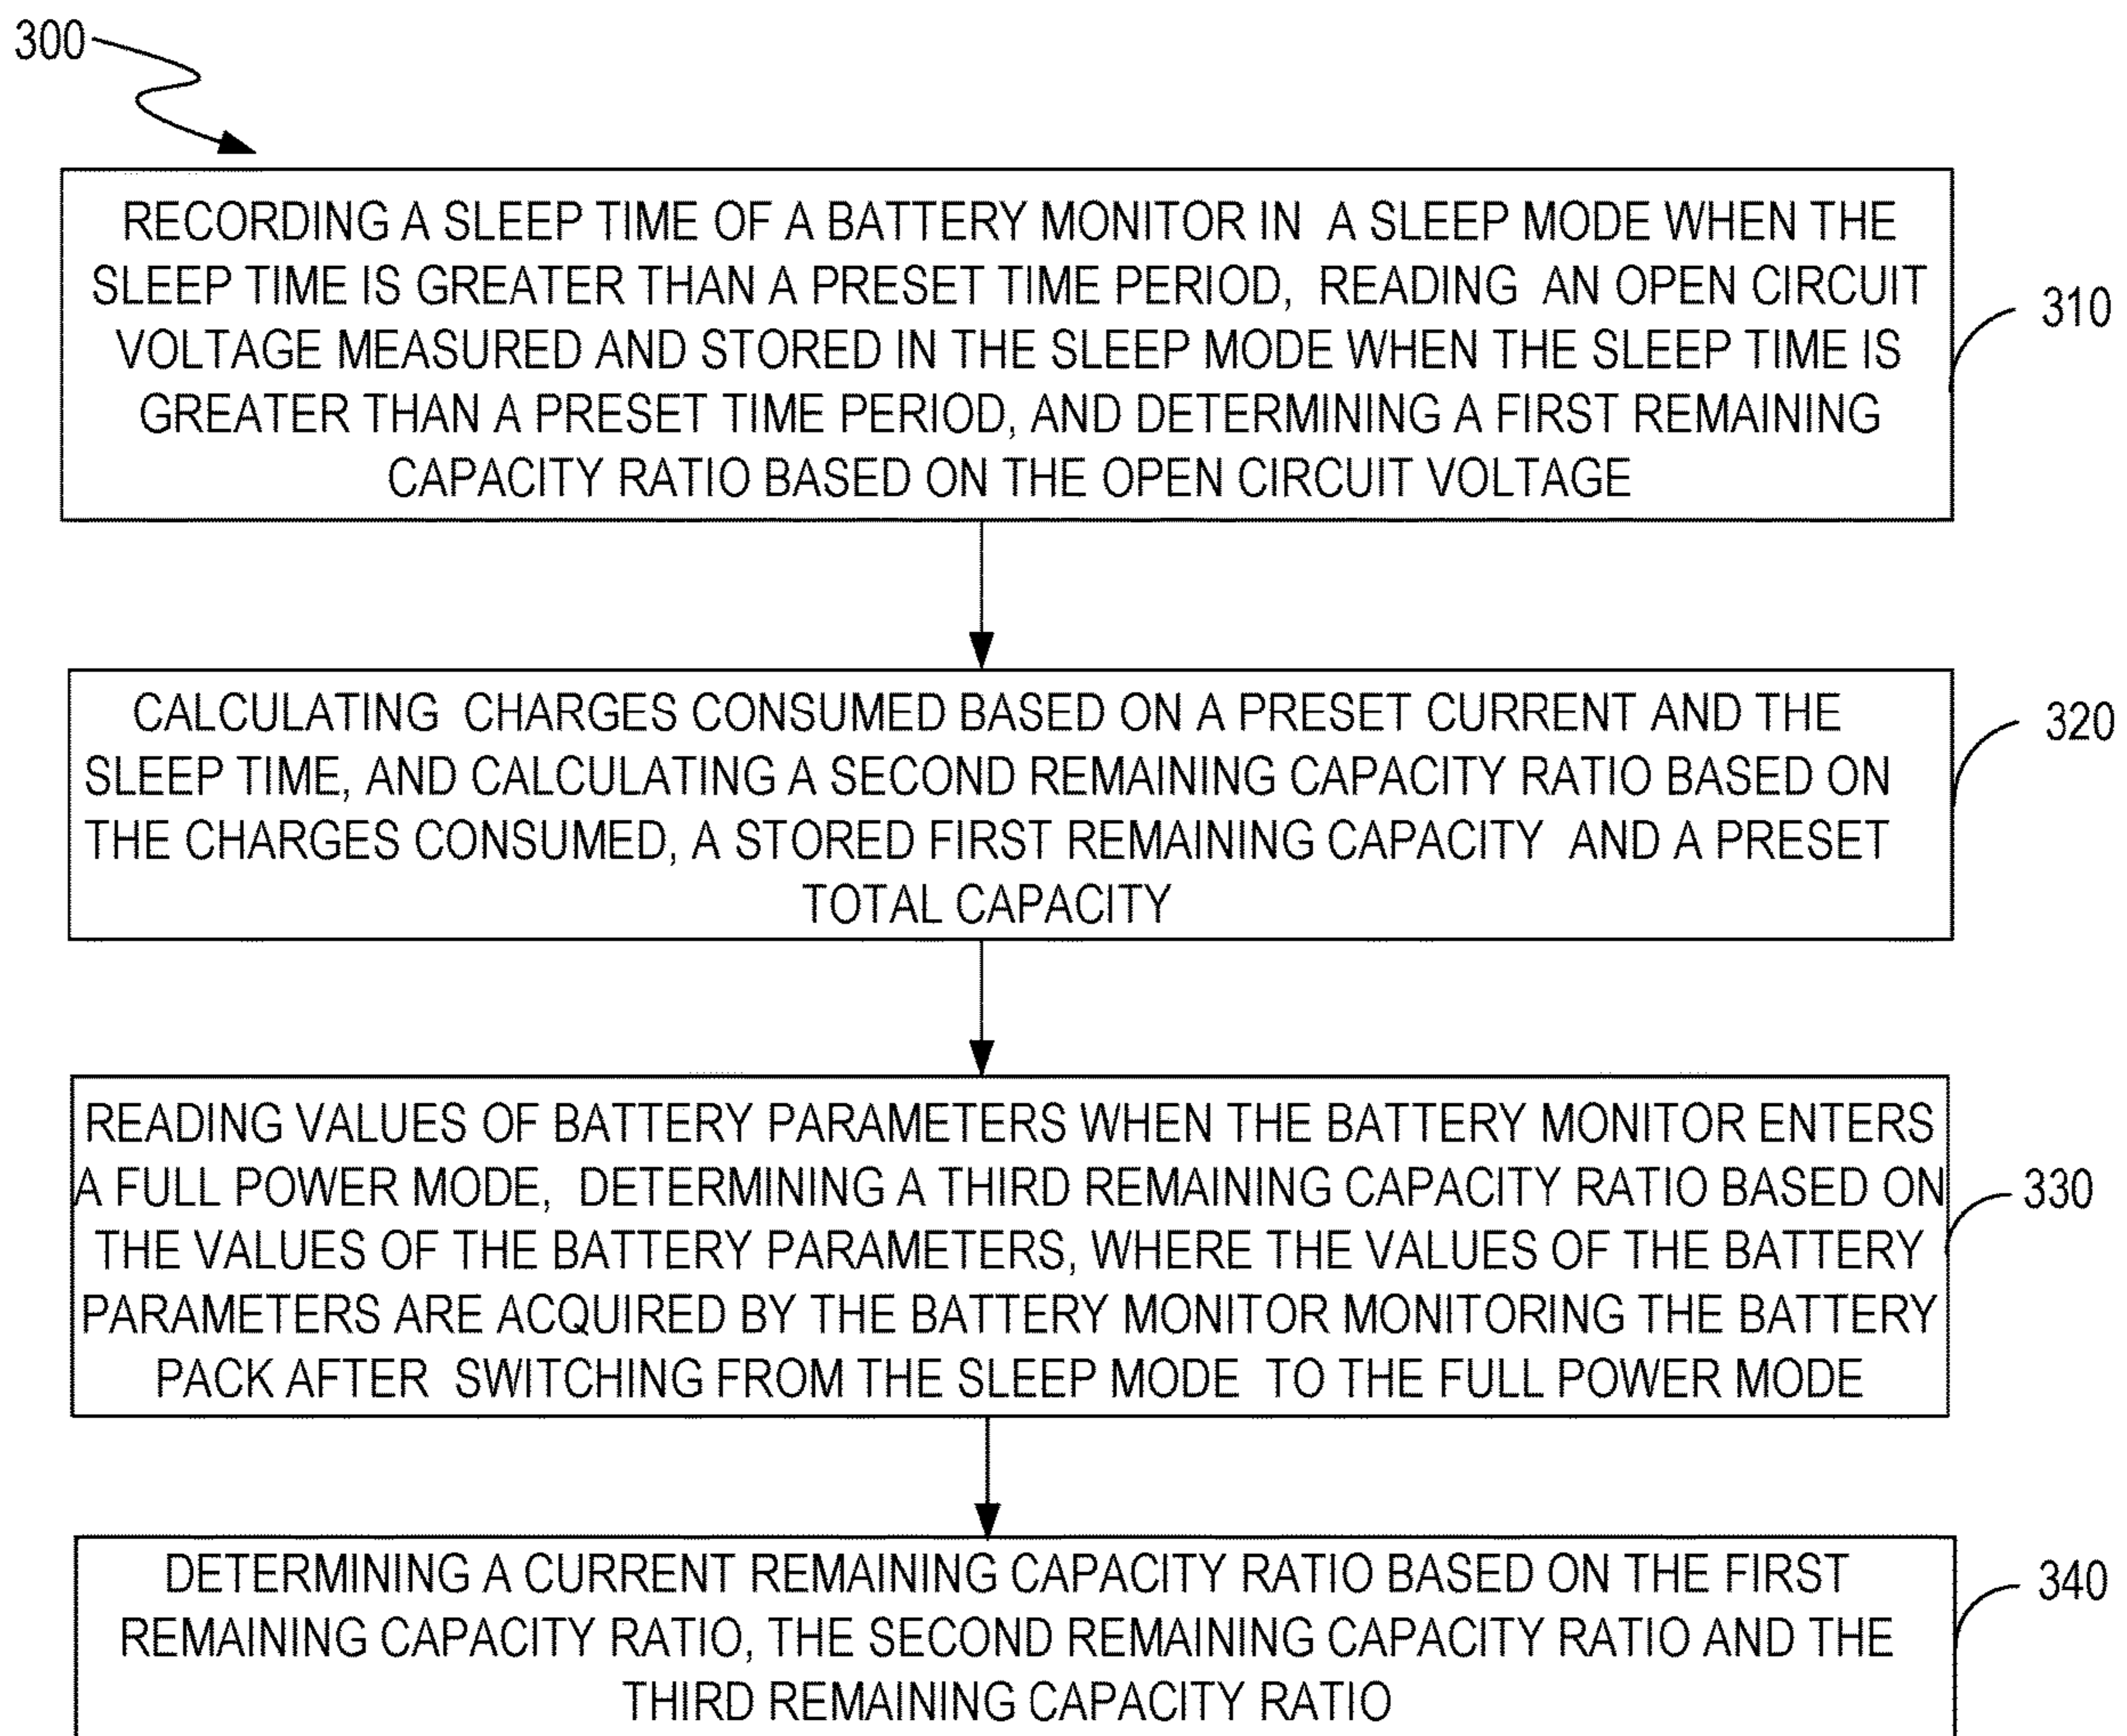 300
RECORDING A SLEEP TIME OF A BATTERY MONITOR IN A SLEEP MODE WHEN THE
SLEEP TIME IS GREATER THAN A PRESET TIME PERIOD, READING AN OPEN CIRCUIT
VOLTAGE MEASURED AND STORED IN THE SLEEP MODE WHEN THE SLEEP TIME IS
GREATER THAN A PRESET TIME PERIOD, AND DETERMINING A FIRST REMAINING
CAPACITY RATIO BASED ON THE OPEN CIRCUIT VOLTAGE
310
CALCULATING CHARGES CONSUMED BASED ON A PRESET CURRENT AND THE
SLEEP TIME, AND CALCULATING A SECOND REMAINING CAPACITY RATIO BASED ON
THE CHARGES CONSUMED, A STORED FIRST REMAINING CAPACITY AND A PRESET
TOTAL CAPACITY
320
READING VALUES OF BATTERY PARAMETERS WHEN THE BATTERY MONITOR ENTERS
A FULL POWER MODE, DETERMINING A THIRD REMAINING CAPACITY RATIO BASED ON
THE VALUES OF THE BATTERY PARAMETERS, WHERE THE VALUES OF THE BATTERY
PARAMETERS ARE ACQUIRED BY THE BATTERY MONITOR MONITORING THE BATTERY
PACK AFTER SWITCHING FROM THE SLEEP MODE TO THE FULL POWER MODE
330
DETERMINING A CURRENT REMAINING CAPACITY RATIO BASED ON THE FIRST
REMAINING CAPACITY RATIO, THE SECOND REMAINING CAPACITY RATIO AND THE
THIRD REMAINING CAPACITY RATIO
340